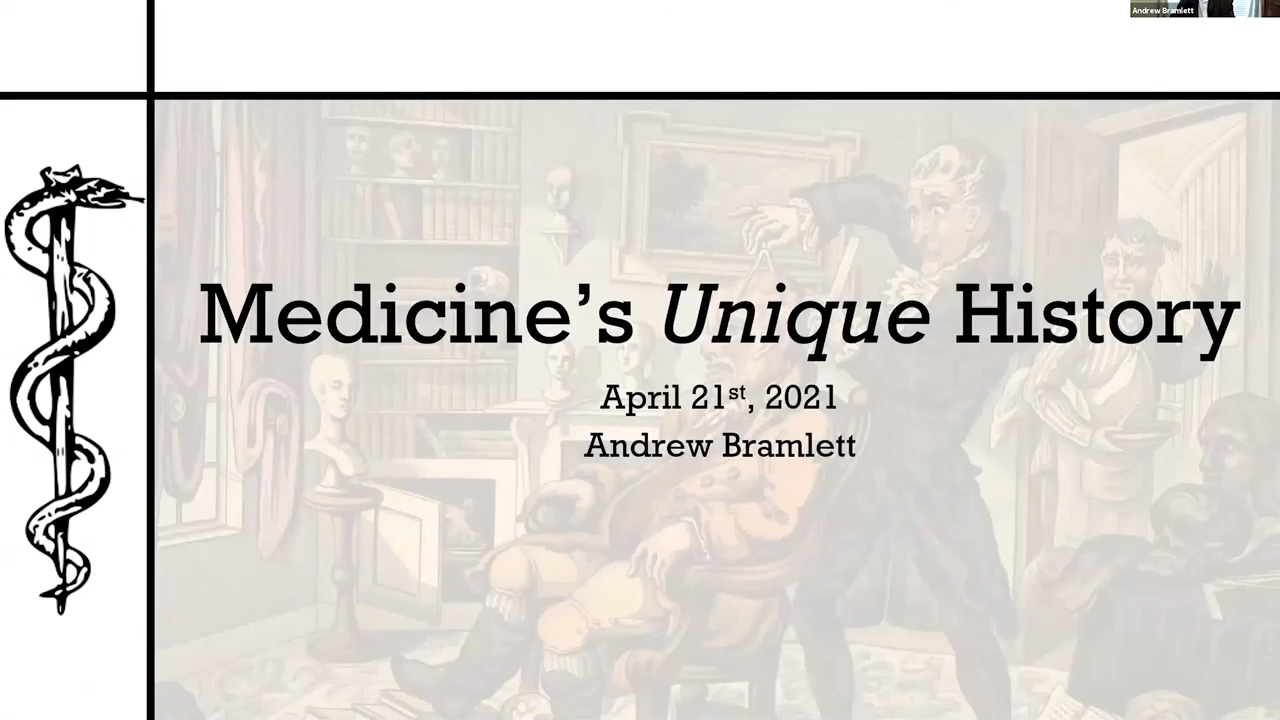 Andrew Bramlett
Medicine's Unique History
April 21st, 2021
Andrew Bramlett